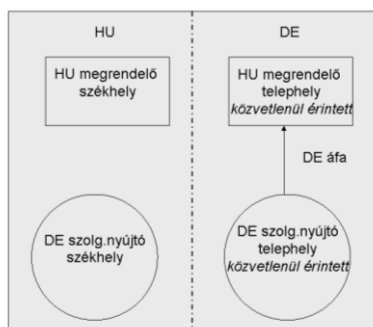 HU
DE
HU megrendelő
székhely
HU megrendelő
telephely
közvetlenül érintett
DE áfa
DE szolg.nyújtó
székhely
DE szolg.nyújtó
telephely
közvetlenül érintett